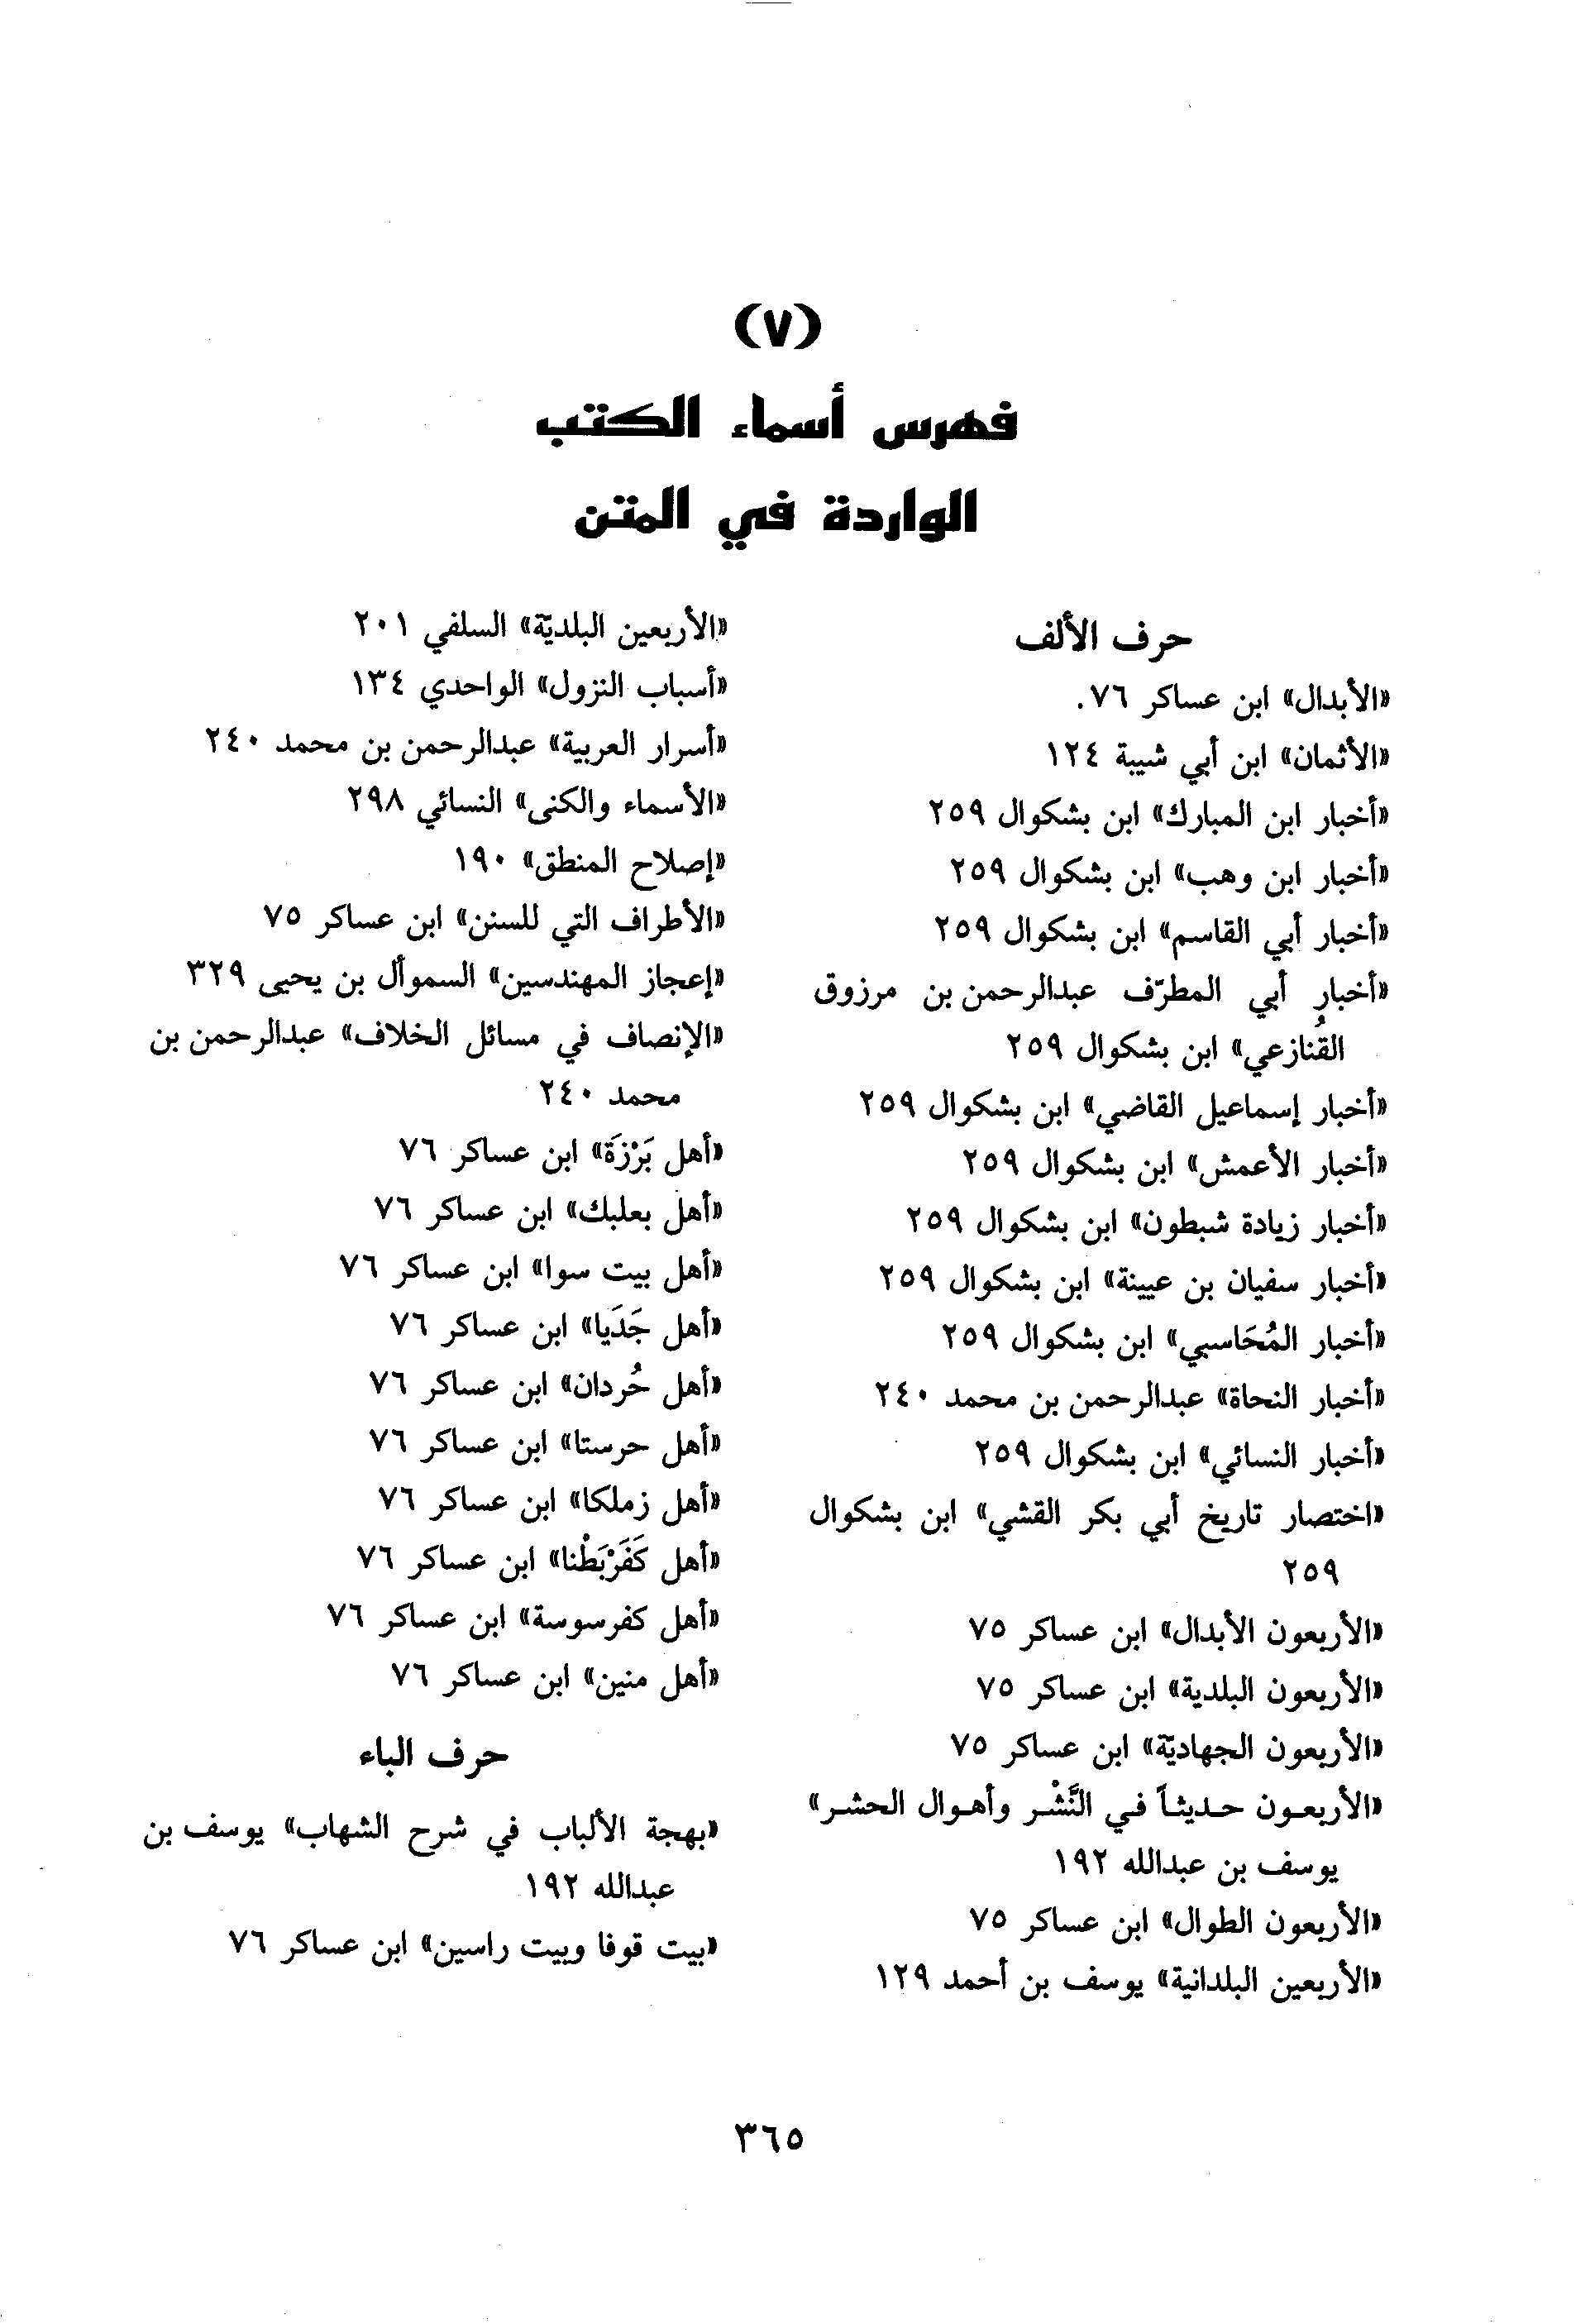 (٧)
فهرس أسماء الكتب
الواردة في المتن
حرف الألف
«الأبدال» ابن عساكر ٧٦.
«الأثمان» ابن أبي شيبة ١٢٤
«أخبار ابن المبارك» ابن بشكوال ٢٥٩
«أخبار ابن وهب» ابن بشكوال ٢٥٩
«أخبار أبي القاسم» ابن بشكوال ٢٥٩
«أخبار أبي المطرّف عبدالرحمن بن مرزوق
القُنازعي» ابن بشكوال ٢٥٩
«أخبار إسماعيل القاضي» ابن بشكوال ٢٥٩
«أخبار الأعمش» ابن بشكوال ٢٥٩
«أخبار زيادة شبطون» ابن بشكوال ٢٥٩
«أخبار سفيان بن عيينة» ابن بشكوال ٢٥٩
«أخبار المُحَاسبي» ابن بشكوال ٢٥٩
«أخبار النحاة» عبدالرحمن بن محمد ٢٤٠
«أخبار النسائي» ابن بشكوال ٢٥٩
«اختصار تاريخ أبي بكر القشي» ابن بشكوال
٢٥٩
«الأربعون الأبدال» ابن عساكر ٧٥
«الأربعون البلدية» ابن عساكر ٧٥
«الأربعون الجهاديّة» ابن عساكر ٧٥
«الأربعون حديثاً في النَّشْر وأهوال الحشر»
يوسف بن عبدالله ١٩٢
«الأربعون الطوال» ابن عساكر ٧٥
«الأربعين البلدانية» يوسف بن أحمد ١٢٩
«الأربعين البلديّة» السلفي ٢٠١
«أسباب النزول» الواحدي ١٣٤
«أسرار العربية» عبدالرحمن بن محمد ٢٤٠
«الأسماء والكنى» النسائي ٢٩٨
«إصلاح المنطق» ١٩٠
«الأطراف التي للسنن» ابن عساكر ٧٥
«إعجاز المهندسين» السموأل بن يحيى ٣٢٩
«الإنصاف في مسائل الخلاف» عبدالرحمن بن
محمد ٢٤٠
«أهل بَرْزَة» ابن عساكر ٧٦
«أهل بعلبك» ابن عساكر ٧٦
«أهل بيت سوا» ابن عساكر ٧٦
«أهل جَدَيا» ابن عساكر ٧٦
«أهل حُردان» ابن عساكر ٧٦
«أهل حرستا» ابن عساكر ٧٦
«أهل زملكا» ابن عساكر ٧٦
«أهل كَفَرْبَطْنا» ابن عساكر ٧٦
«أهل كفرسوسة» ابن عساكر ٧٦
«أهل منين» ابن عساكر ٧٦
حرف الباء
«بهجة الألباب في شرح الشهاب» يوسف بن
عبدالله ١٩٢
«بيت قوفا وبيت راسين» ابن عساكر ٧٦
٣٦٥